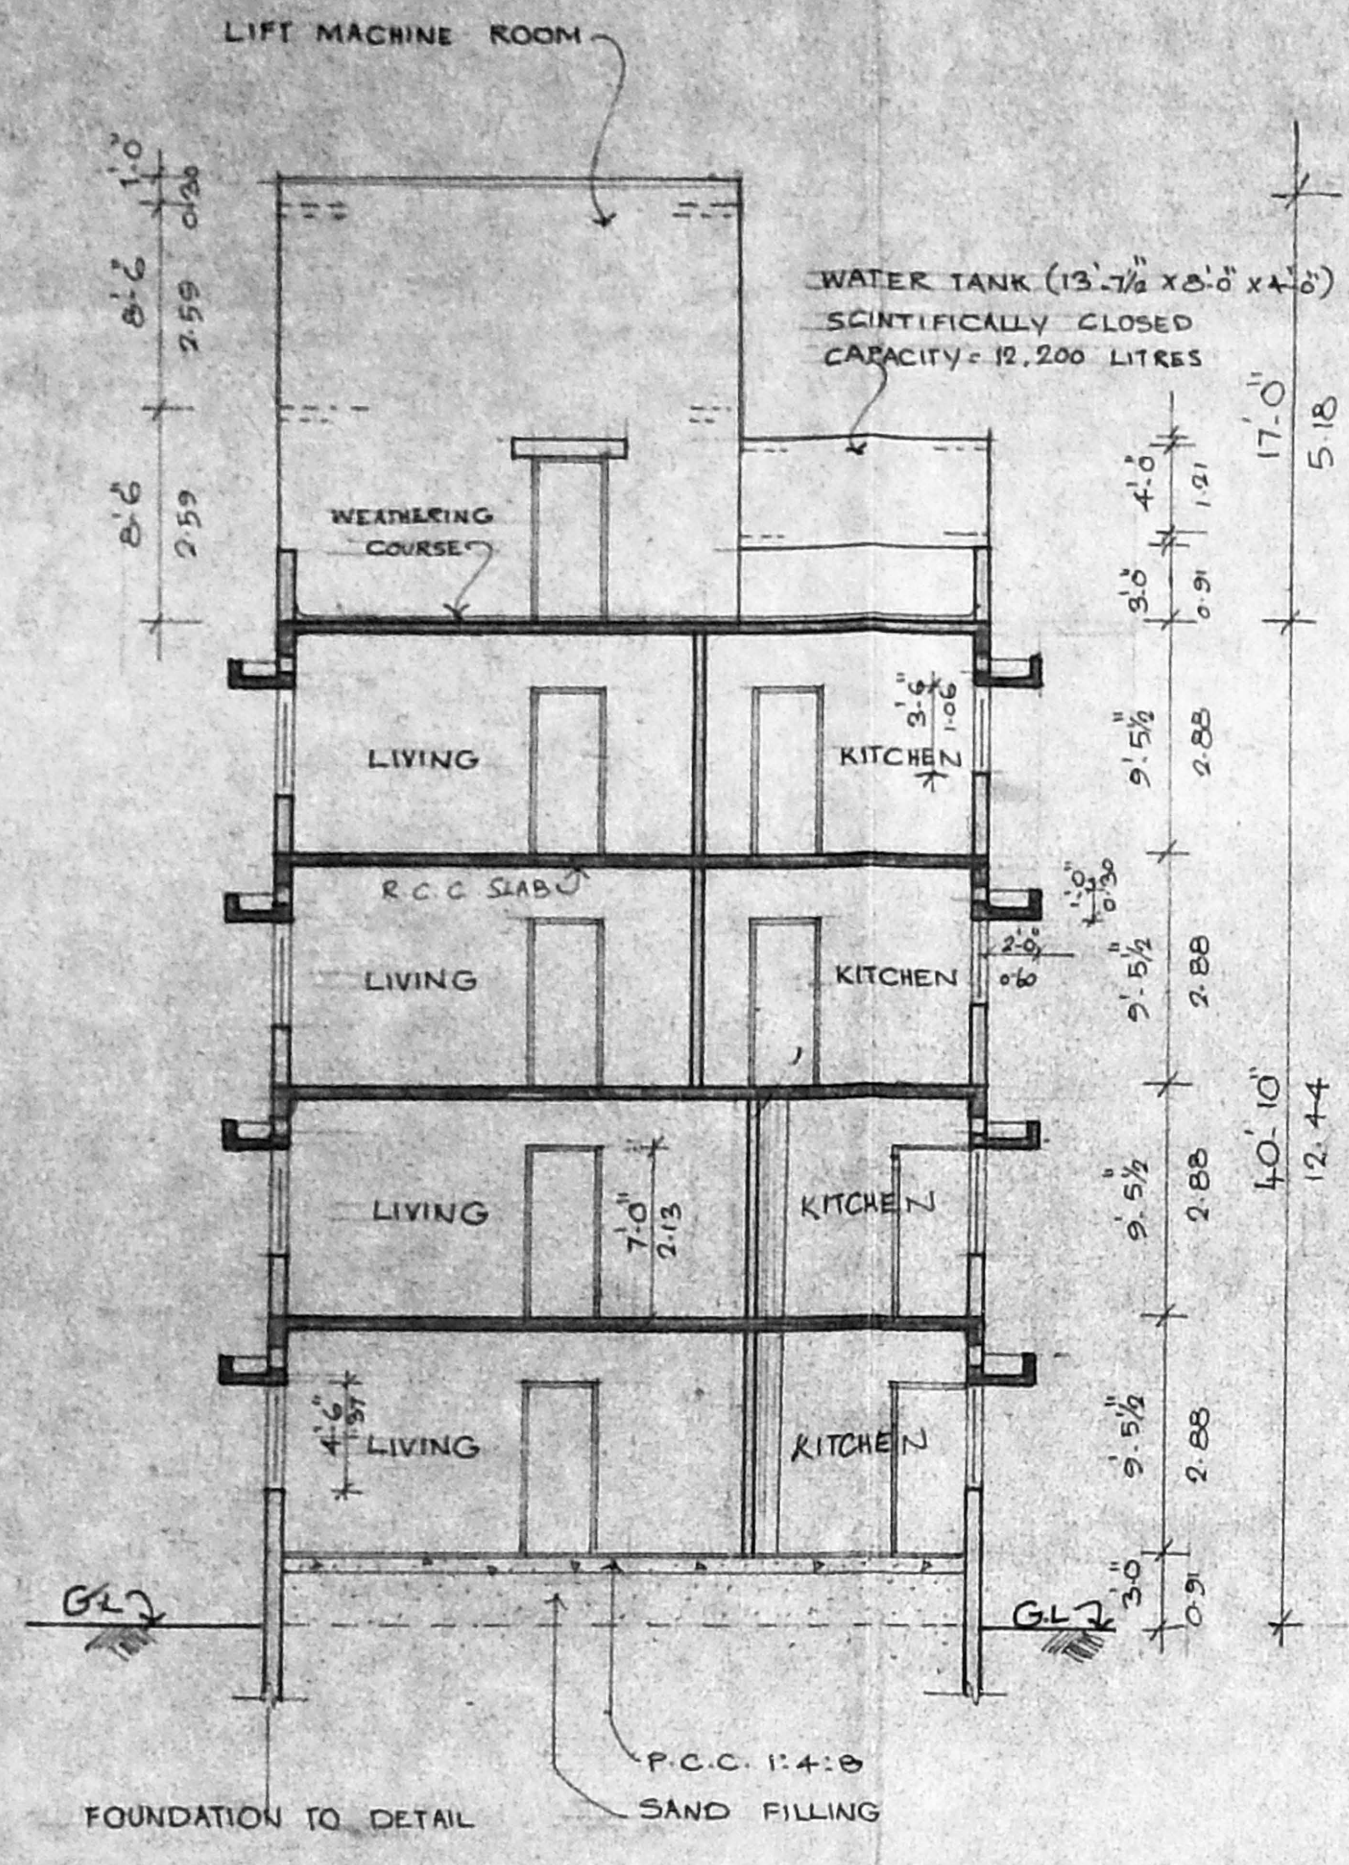 LIFT MACHINE ROOM
1'-0"
0.30
8'-6"
2.59
8'-6"
2.59
WATER TANK (13'-7½" X 8'-0" X 4'-0")
SCINTIFICALLY CLOSED
CAPACITY = 12,200 LITRES
17'-0"
5.18
4'-0"
1.21
3'-0"
0.91
WEATHERING
COURSE
LIVING
KITCHEN
3'-6"
1.06
9'-5½"
2.88
R.C.C SLAB
1'-0"
0.30
LIVING
KITCHEN
2'-0"
0.60
9'-5½"
2.88
40'-10"
12.44
LIVING
7'-0"
2.13
KITCHEN
9'-5½"
2.88
4'-6"
1.37
LIVING
KITCHEN
9'-5½"
2.88
G.L
G.L
3'-0"
0.91
P.C.C. 1:4:8
SAND FILLING
FOUNDATION TO DETAIL